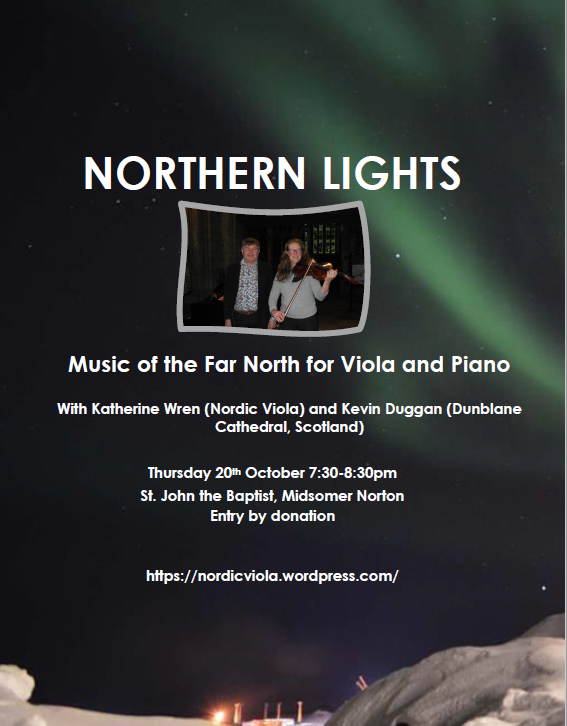 NORTHERN LIGHTS
Music of the Far North for Viola and Piano
With Katherine Wren (Nordic Viola) and Kevin Duggan (Dunblane
Cathedral, Scotland)
Thursday 20th October 7:30-8:30pm
St. John the Baptist, Midsomer Norton
Entry by donation
https://nordicviola.wordpress.com/